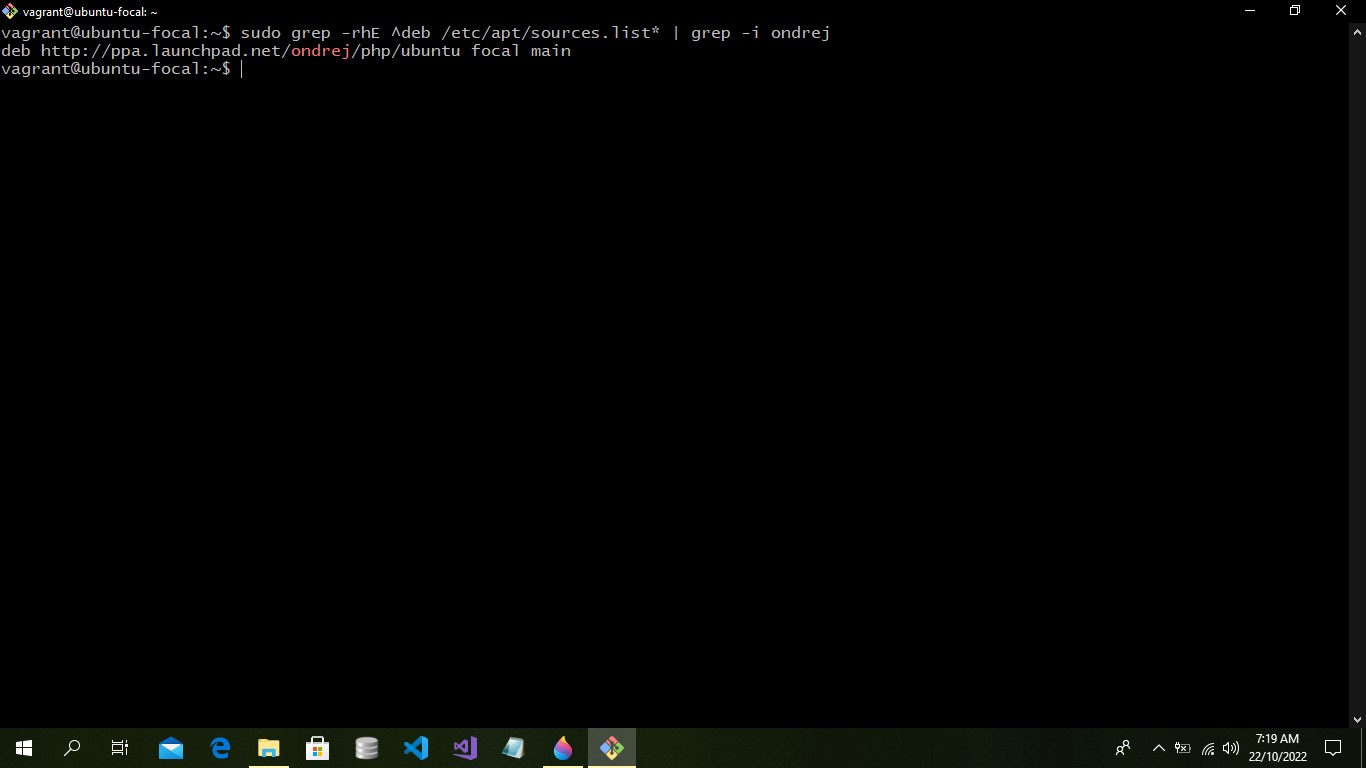 vagrant@ubuntu-focal: ~
vagrant@ubuntu-focal:~$ sudo grep -rhE ^deb /etc/apt/sources.list* | grep -i ondrej
deb http://ppa.launchpad.net/ondrej/php/ubuntu focal main
vagrant@ubuntu-focal:~$
7:19 AM
22/10/2022